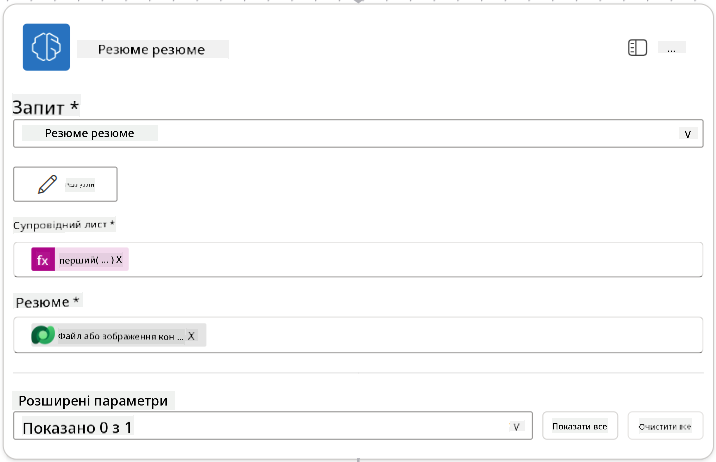 Резюме резюме
...
Запит *
Резюме резюме
Супровідний лист *
fx перший( ... ) X
Резюме *
Файл або зображення кон ... X
Розширені параметри
Показано 0 з 1
Показати все
Очистити все